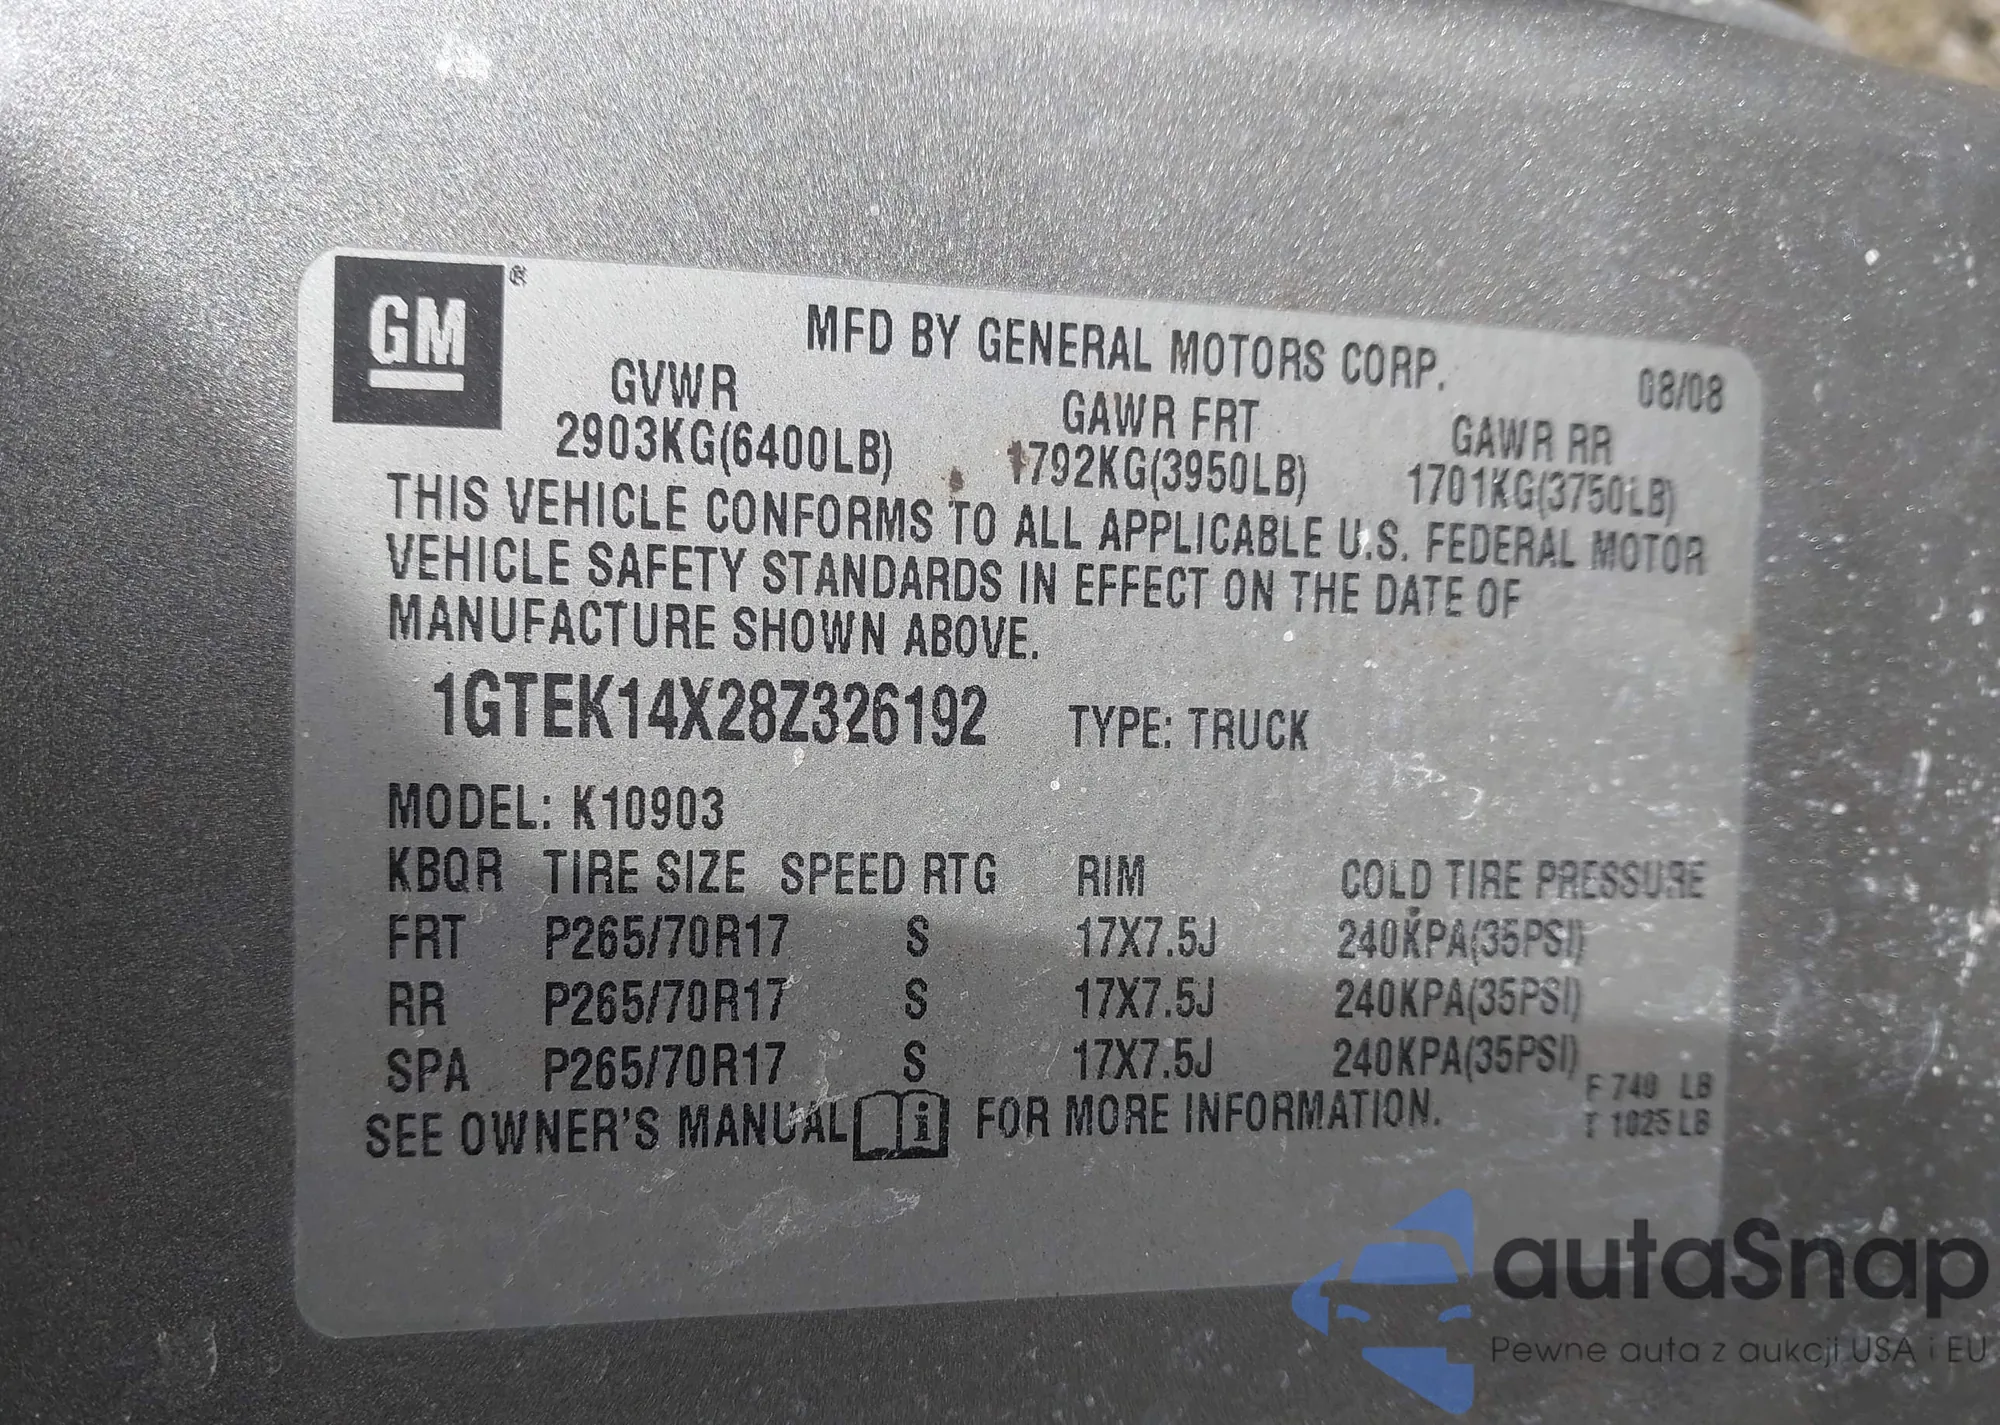 GM ®
MFD BY GENERAL MOTORS CORP.
08/08
GVWR GAWR FRT GAWR RR
2903KG(6400LB) 1792KG(3950LB) 1701KG(3750LB)
THIS VEHICLE CONFORMS TO ALL APPLICABLE U.S. FEDERAL MOTOR
VEHICLE SAFETY STANDARDS IN EFFECT ON THE DATE OF
MANUFACTURE SHOWN ABOVE.
1GTEK14X28Z326192 TYPE: TRUCK
MODEL: K10903
KBQR TIRE SIZE SPEED RTG RIM COLD TIRE PRESSURE
FRT P265/70R17 S 17X7.5J 240KPA(35PSI)
RR P265/70R17 S 17X7.5J 240KPA(35PSI)
SPA P265/70R17 S 17X7.5J 240KPA(35PSI)
F LB
1025 LB
SEE OWNER'S MANUAL FOR MORE INFORMATION.
autaSnap
Pewne auta z aukcji USA i EU